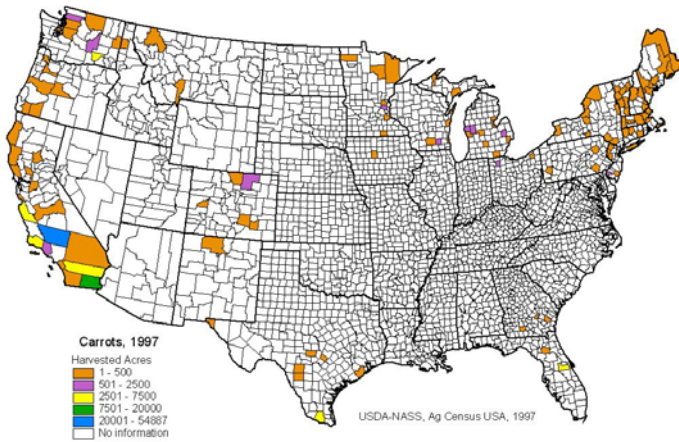 Carrots, 1997
Harvested Acres
1 - 500
501 - 2500
2501 - 7500
7501 - 20000
20001 - 54887
No information
USDA-NASS, Ag Census USA, 1997